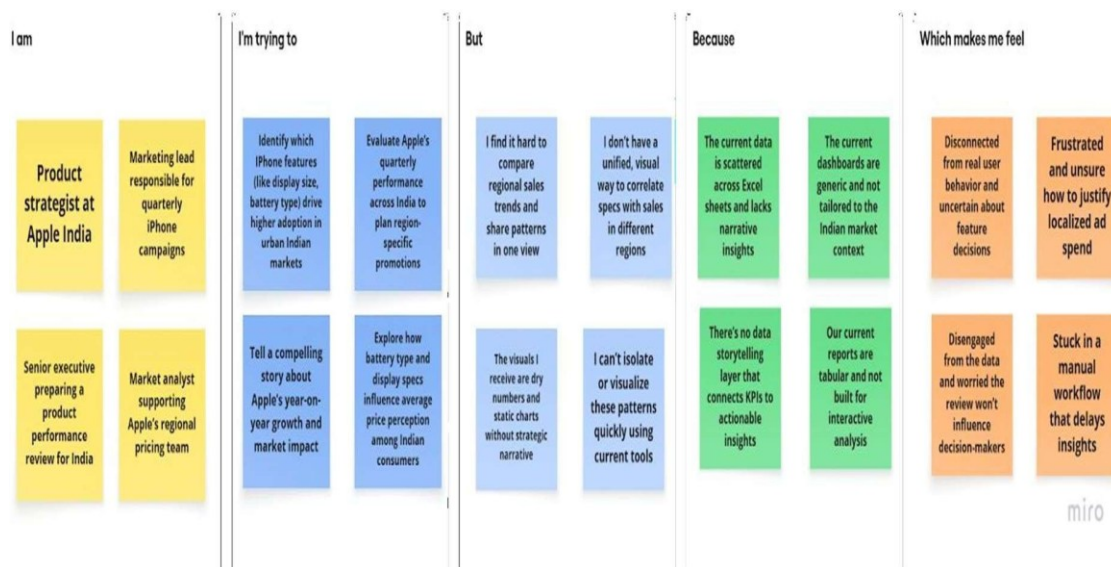 I am
Product
strategist at
Apple India
Marketing lead
responsible for
quarterly
iPhone
campaigns
Senior executive
preparing a
product
performance
review for India
Market analyst
supporting
Apple's regional
pricing team
I'm trying to
Identify which
iPhone features
(like display size,
battery type) drive
higher adoption in
urban Indian
markets
Evaluate Apple's
quarterly
performance
across India to
plan region-
specific
promotions
Tell a compelling
story about
Apple's year-on-
year growth and
market impact
Explore how
battery type and
display specs
influence average
price perception
among Indian
consumers
But
I find it hard to
compare
regional sales
trends and
share patterns
in one view
I don't have a
unified, visual
way to correlate
specs with sales
in different
regions
The visuals I
receive are dry
numbers and
static charts
without strategic
narrative
I can't isolate
or visualize
these patterns
quickly using
current tools
Because
The current data
is scattered
across Excel
sheets and lacks
narrative
insights
The current
dashboards are
generic and not
tailored to the
Indian market
context
There's no data
storytelling
layer that
connects KPIs to
actionable
insights
Our current
reports are
tabular and not
built for
interactive
analysis
Which makes me feel
Disconnected
from real user
behavior and
uncertain about
feature
decisions
Frustrated
and unsure
how to justify
localized ad
spend
Disengaged
from the data
and worried the
review won't
influence
decision-makers
Stuck in a
manual
workflow
that delays
insights
miro